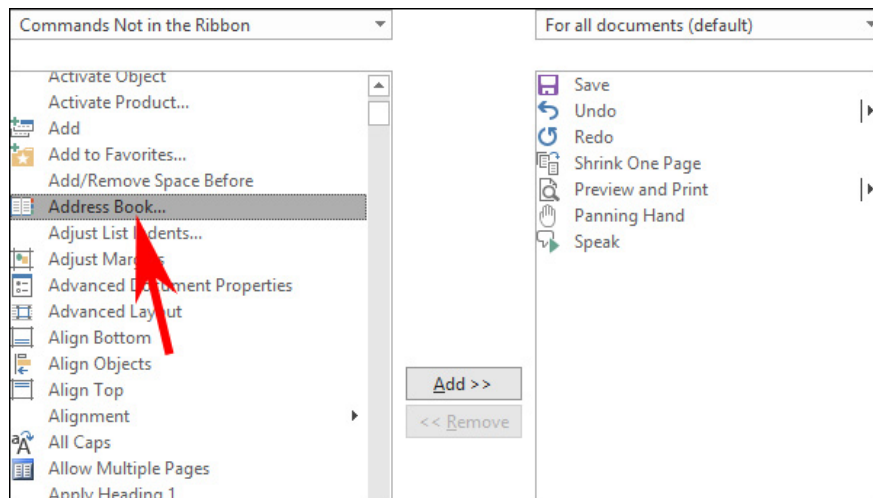 Commands Not in the Ribbon
For all documents (default)
Activate Object
Activate Product...
Add
Add to Favorites...
Add/Remove Space Before
Address Book...
Adjust List Indents...
Adjust Margins
Advanced Document Properties
Advanced Layout
Align Bottom
Align Objects
Align Top
Alignment
All Caps
Allow Multiple Pages
Apply Heading 1
Add >>
<< Remove
Save
Undo
Redo
Shrink One Page
Preview and Print
Panning Hand
Speak